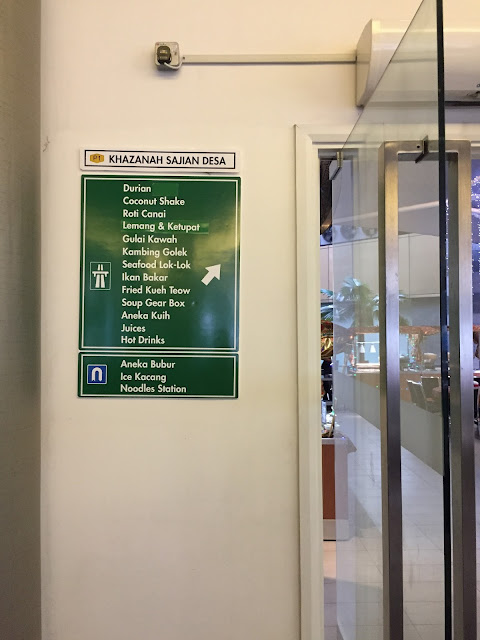 PT KHAZANAH SAJIAN DESA
Durian
Coconut Shake
Roti Canai
Lemang & Ketupat
Gulai Kawah
Kambing Golek
Seafood Lok-Lok
Ikan Bakar
Fried Kueh Teow
Soup Gear Box
Aneka Kuih
Juices
Hot Drinks
Aneka Bubur
Ice Kacang
Noodles Station